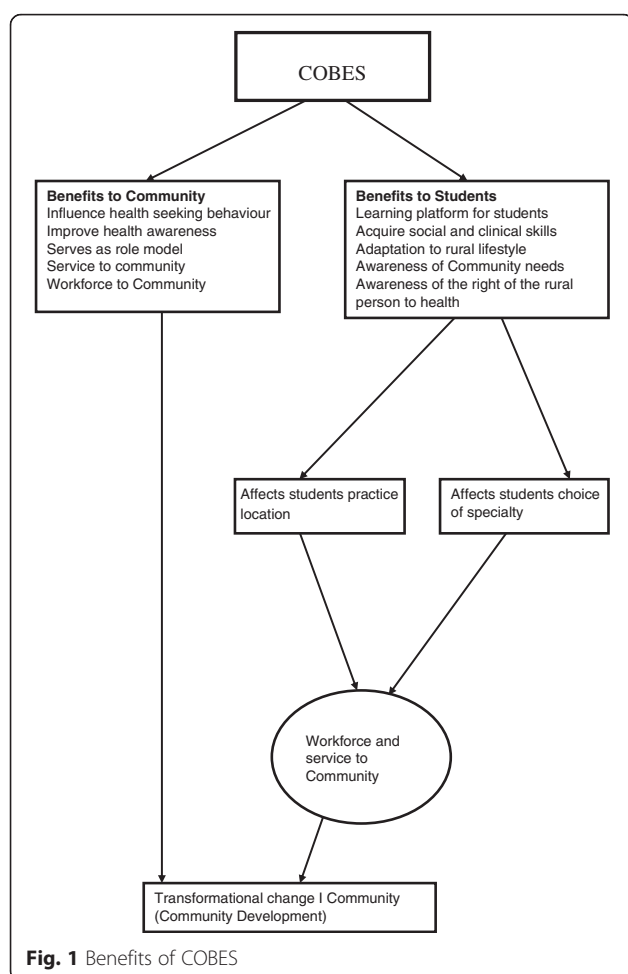 COBES
Benefits to Community
Influence health seeking behaviour
Improve health awareness
Serves as role model
Service to community
Workforce to Community
Benefits to Students
Learning platform for students
Acquire social and clinical skills
Adaptation to rural lifestyle
Awareness of Community needs
Awareness of the right of the rural
person to health
Affects students practice
location
Affects students choice
of specialty
Workforce and
service to
Community
Transformational change I Community
(Community Development)
Fig. 1 Benefits of COBES